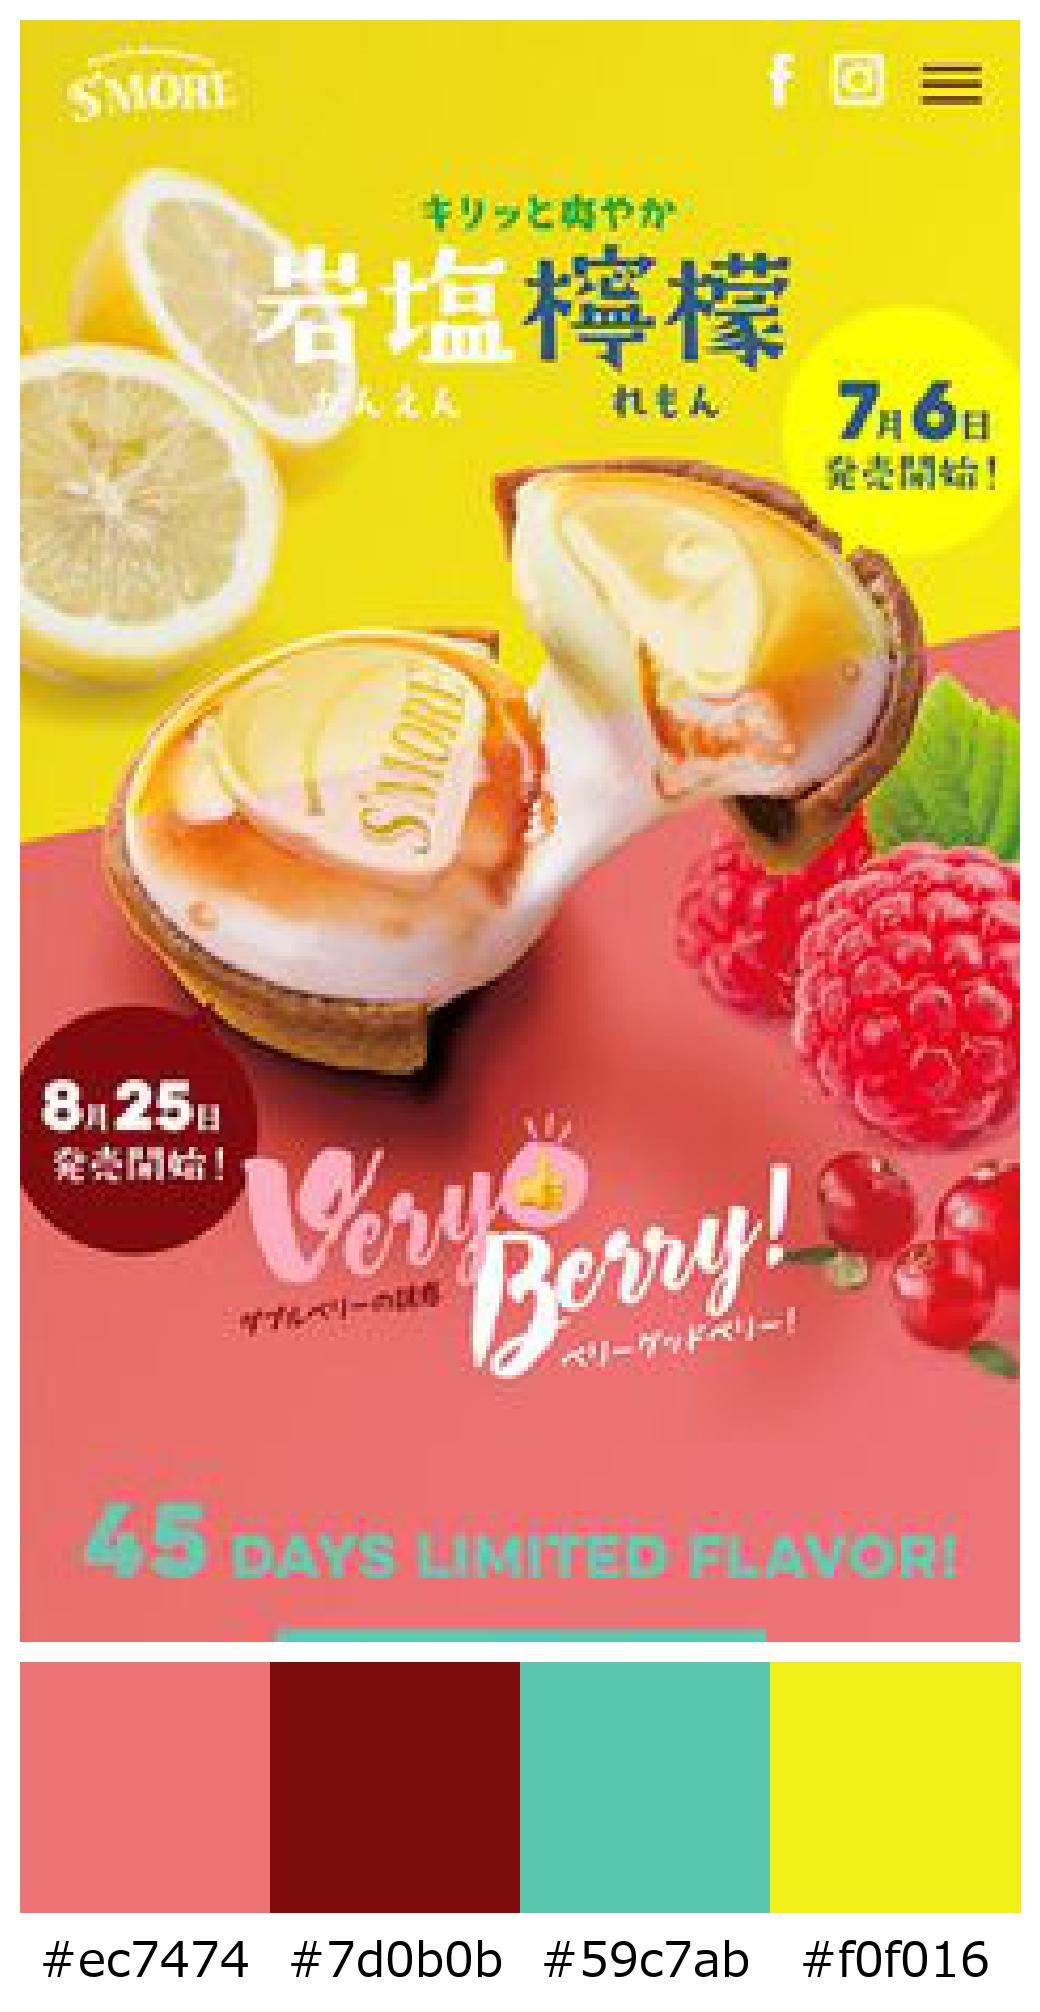 S'MORE
キリッと爽やか
岩塩檸檬
がんえん れもん
7月6日
発売開始!
S'MORE
8月25日
発売開始!
Very
Berry!
ダブルベリーの誘惑
ベリーグッドベリー!
45 DAYS LIMITED FLAVOR!
#ec7474 #7d0b0b #59c7ab #f0f016